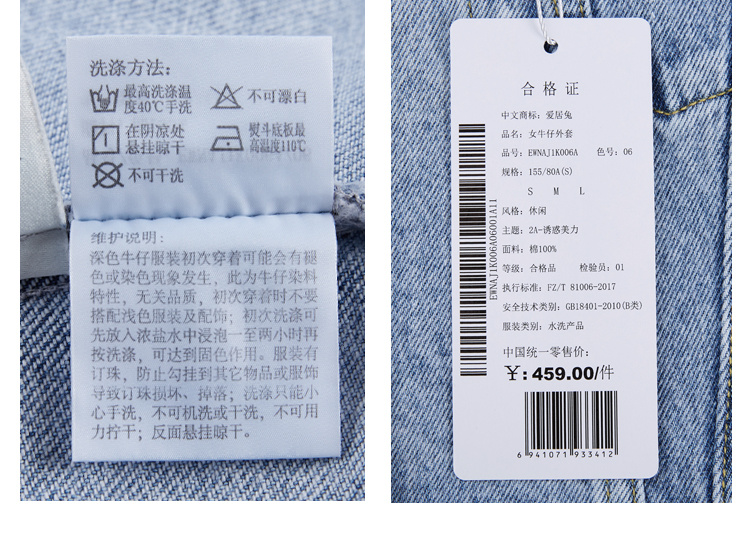 洗涤方法:
最高洗涤温
度40℃手洗
不可漂白
在阴凉处
悬挂晾干
熨斗底板最
高温度110℃
不可干洗
维护说明:
深色牛仔服装初次穿着可能会有褪
色或染色现象发生，此为牛仔染料
特性，无关品质，初次穿着时不要
搭配浅色服装及配饰；初次洗涤可
先放入浓盐水中浸泡一至两小时再
按洗涤，可达到固色作用。服装有
订珠，防止勾挂到其它物品或服饰
导致订珠损坏、掉落；洗涤只能小
心手洗，不可机洗或干洗，不可用
力拧干；反面悬挂晾干。
合格证
中文商标: 爱居兔
品名: 女牛仔外套
品号: EWNAJ1K006A 色号: 06
规格: 155/80A(S)
S M L
风格: 休闲
主题: 2A-诱惑美力
面料: 棉100%
等级: 合格品 检验员: 01
执行标准: FZ/T 81006-2017
安全技术类别: GB18401-2010(B类)
服装类别: 水洗产品
中国统一零售价:
¥: 459.00/件
EWNAJ1K006A06001A11
6 941071 933412